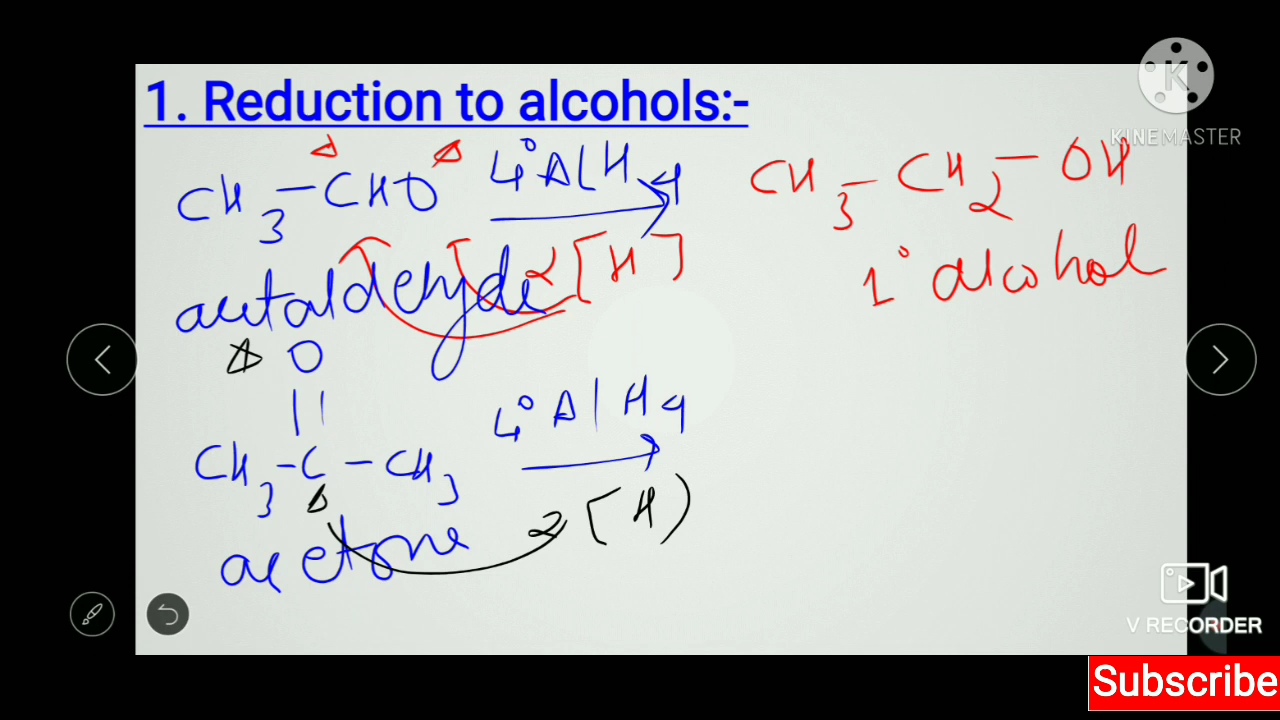 1. Reduction to alcohols:-
KINEMASTER
CH3-CHO LiAlH4 CH3-CH2-OH
2[H]
acetaldehyde 1° alcohol
O
||
CH3-C-CH3 LiAlH4
2[H)
acetone
V RECORDER
Subscribe